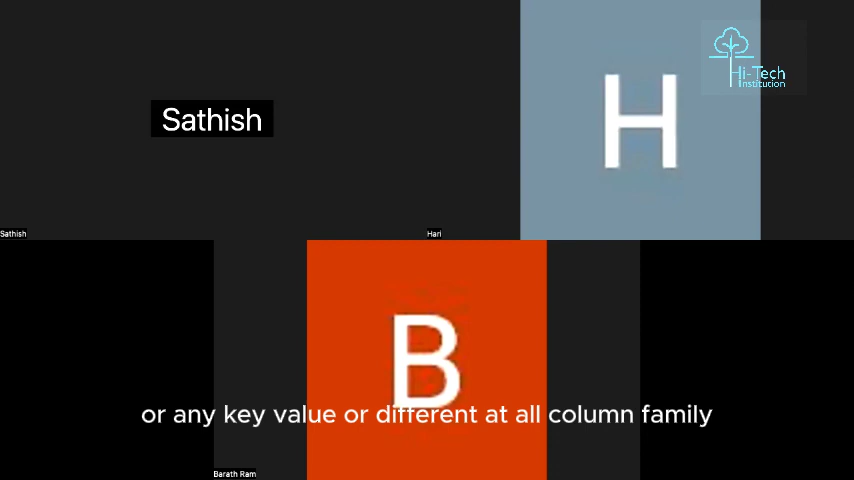 Sathish
H
Hi-Tech
Institution
Sathish
Hari
B
or any key value or different at all column family
Barath Ram